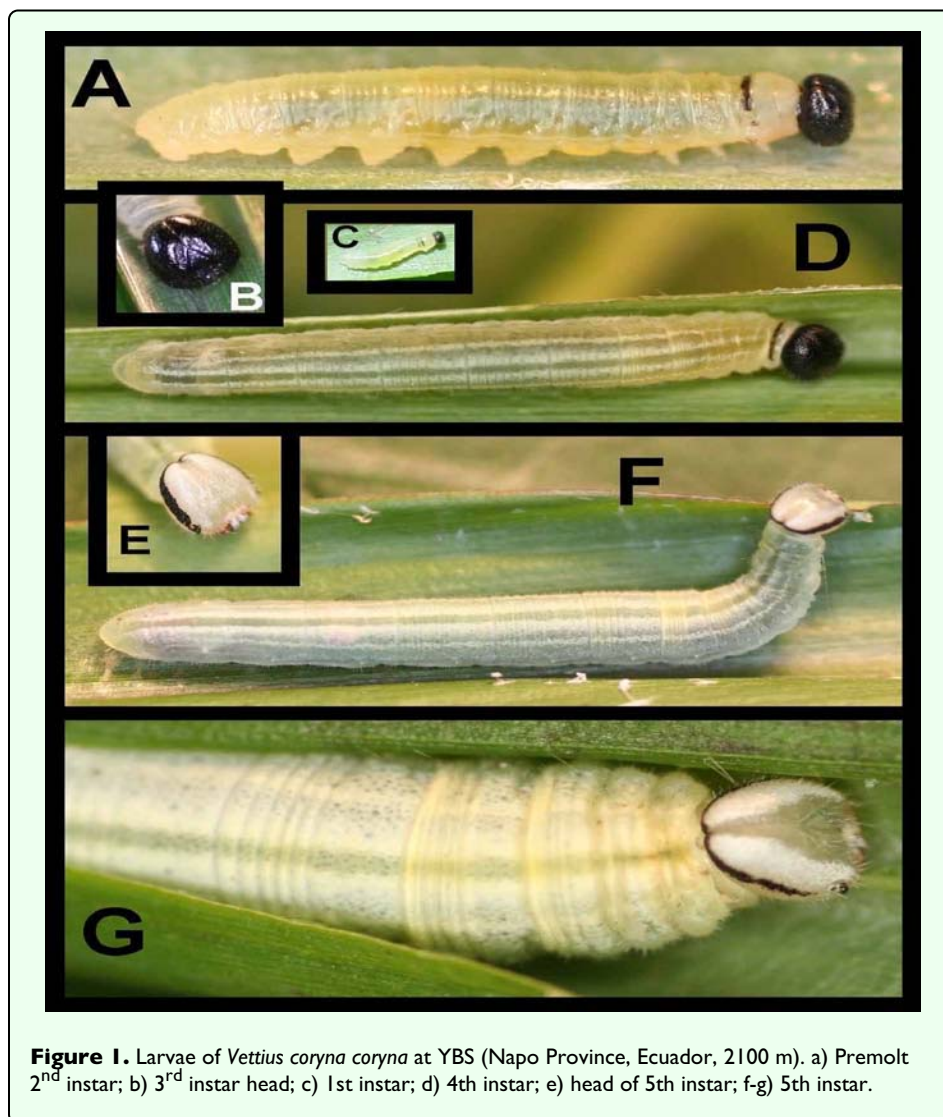 A
B
C
D
E
F
G
Figure 1. Larvae of Vettius coryna coryna at YBS (Napo Province, Ecuador, 2100 m). a) Premolt
2nd instar; b) 3rd instar head; c) 1st instar; d) 4th instar; e) head of 5th instar; f-g) 5th instar.